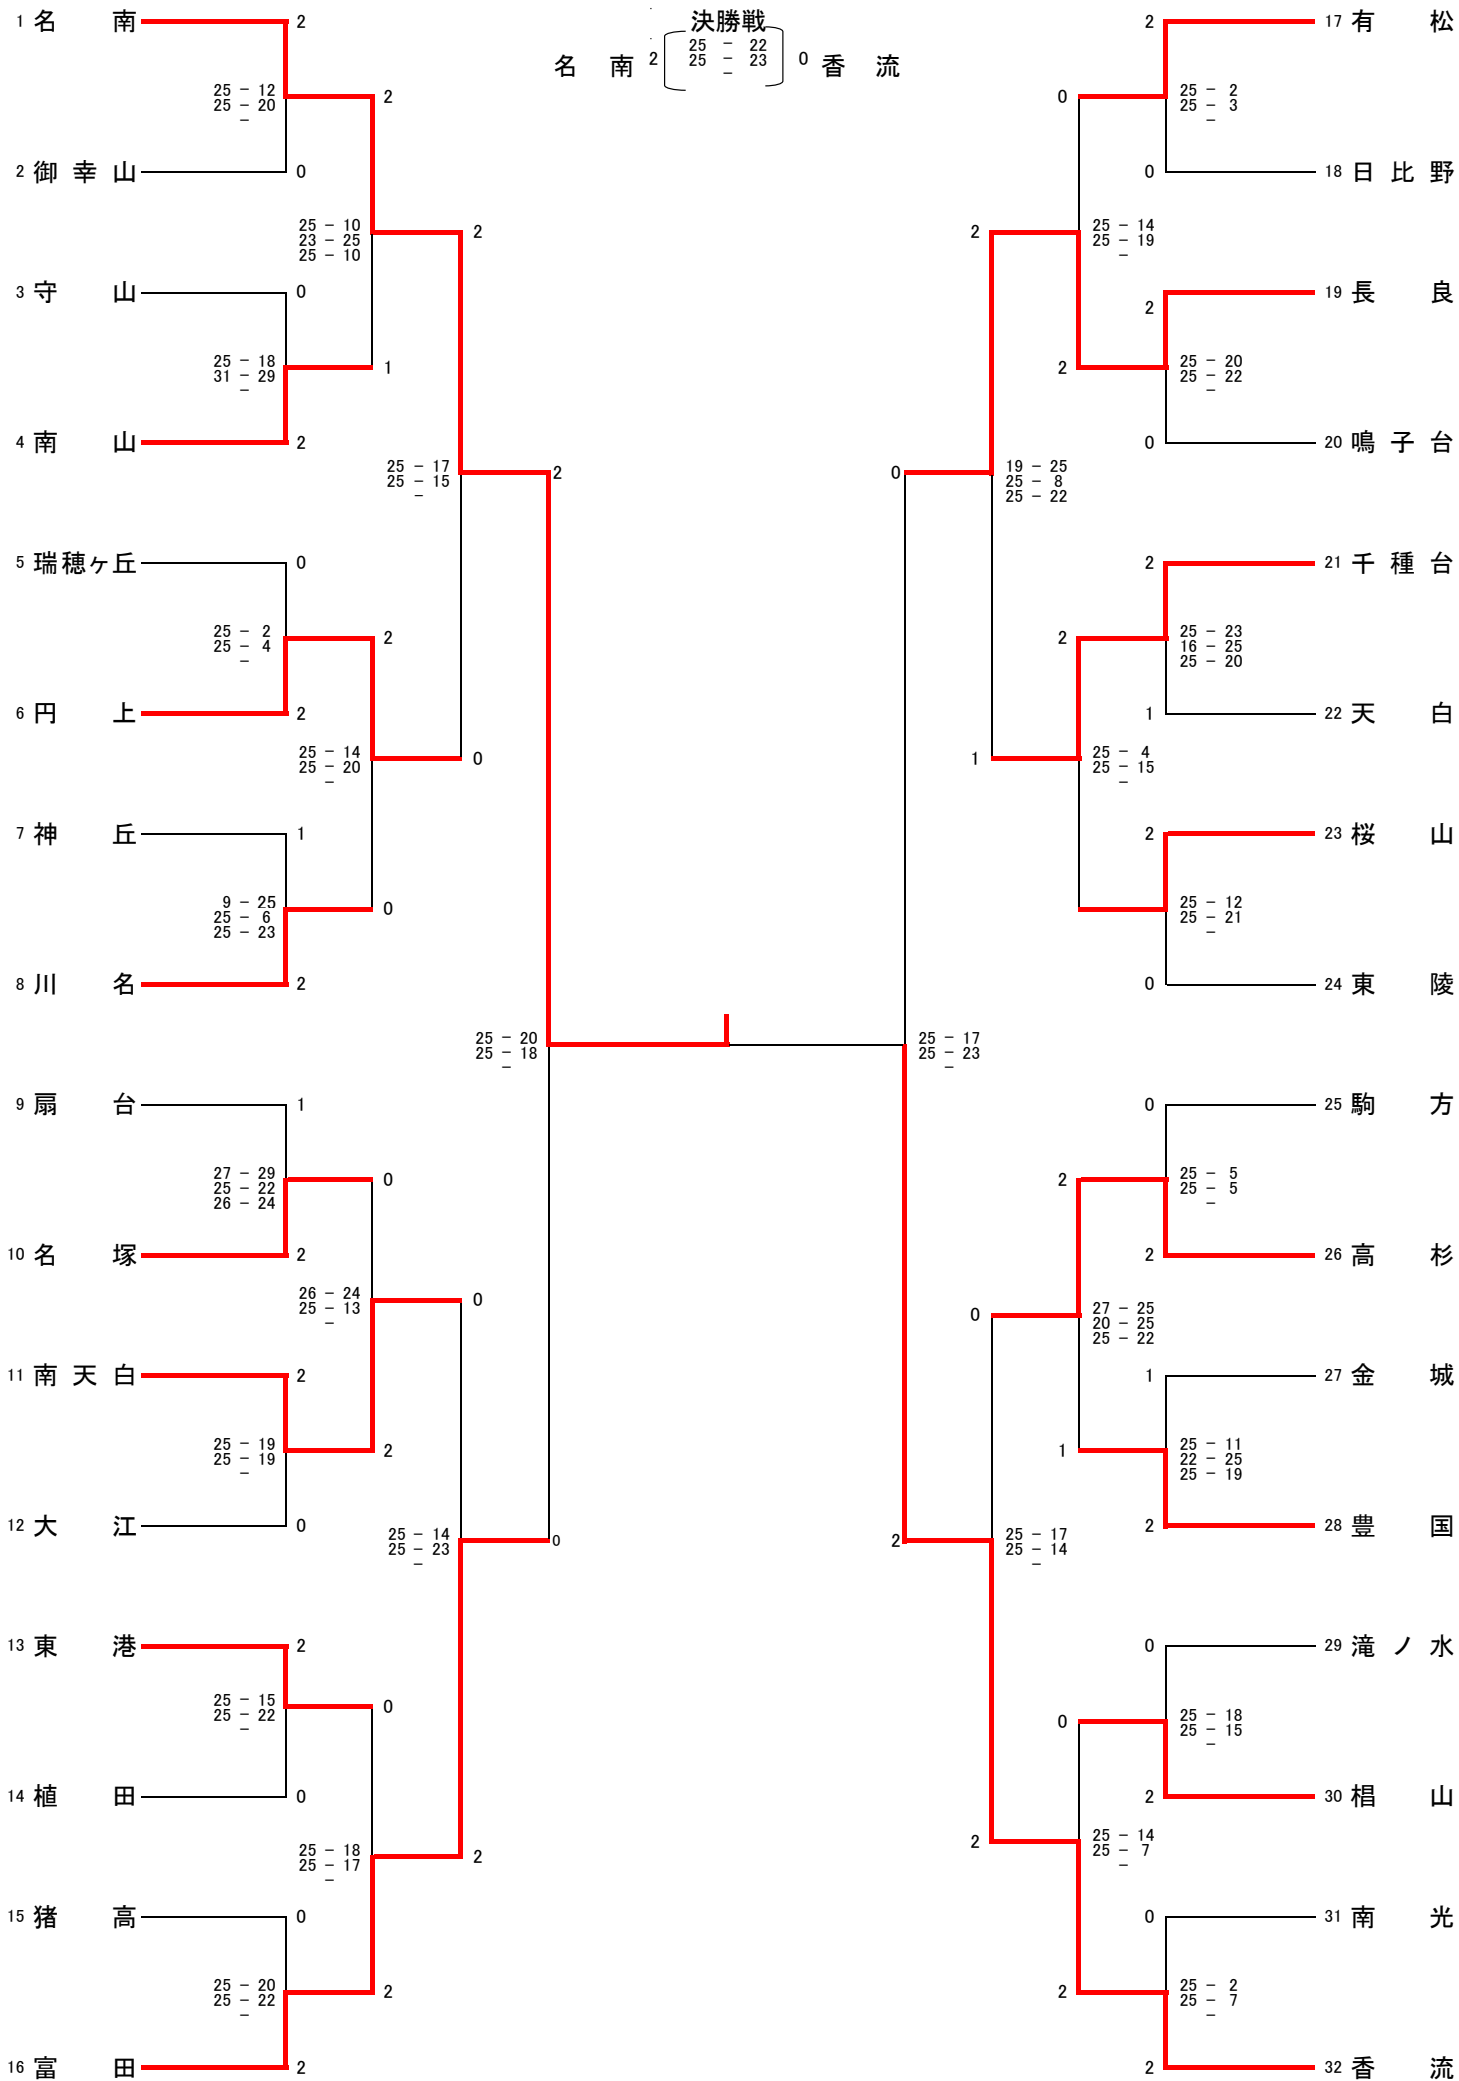 決勝戦
名 南 2 25 － 22 0 香 流
25 － 23
－
1 名 南 2
25 － 12
25 － 20
－
2
2 御 幸 山 0
25 － 10
23 － 25
25 － 10
2
3 守 山 0
25 － 18
31 － 29
－
1
4 南 山 2
25 － 17
25 － 15
－
2
5 瑞穂ヶ丘 0
25 － 2
25 － 4
－
2
6 円 上 2
25 － 14
25 － 20
－
0
7 神 丘 1
9 － 25
25 － 6
25 － 23
0
8 川 名 2
25 － 20
25 － 18
－
9 扇 台 1
27 － 29
25 － 22
26 － 24
0
10 名 塚 2
26 － 24
25 － 13
－
0
11 南 天 白 2
25 － 19
25 － 19
－
2
12 大 江 0
25 － 14
25 － 23
－
0
13 東 港 2
25 － 15
25 － 22
－
0
14 植 田 0
25 － 18
25 － 17
－
2
15 猪 高 0
25 － 20
25 － 22
－
2
16 富 田 2
2 17 有 松
0
25 － 2
25 － 3
－
0 18 日 比 野
2
25 － 14
25 － 19
－
2 19 長 良
2
25 － 20
25 － 22
－
0 20 鳴 子 台
0
19 － 25
25 － 8
25 － 22
2 21 千 種 台
2
25 － 23
16 － 25
25 － 20
1 22 天 白
1
25 － 4
25 － 15
－
2 23 桜 山
25 － 12
25 － 21
－
0 24 東 陵
25 － 17
25 － 23
－
0 25 駒 方
2
25 － 5
25 － 5
－
2 26 高 杉
0
27 － 25
20 － 25
25 － 22
1 27 金 城
1
25 － 11
22 － 25
25 － 19
2 28 豊 国
2
25 － 17
25 － 14
－
0 29 滝 ノ 水
0
25 － 18
25 － 15
－
2 30 椙 山
2
25 － 14
25 － 7
－
0 31 南 光
2
25 － 2
25 － 7
－
2 32 香 流